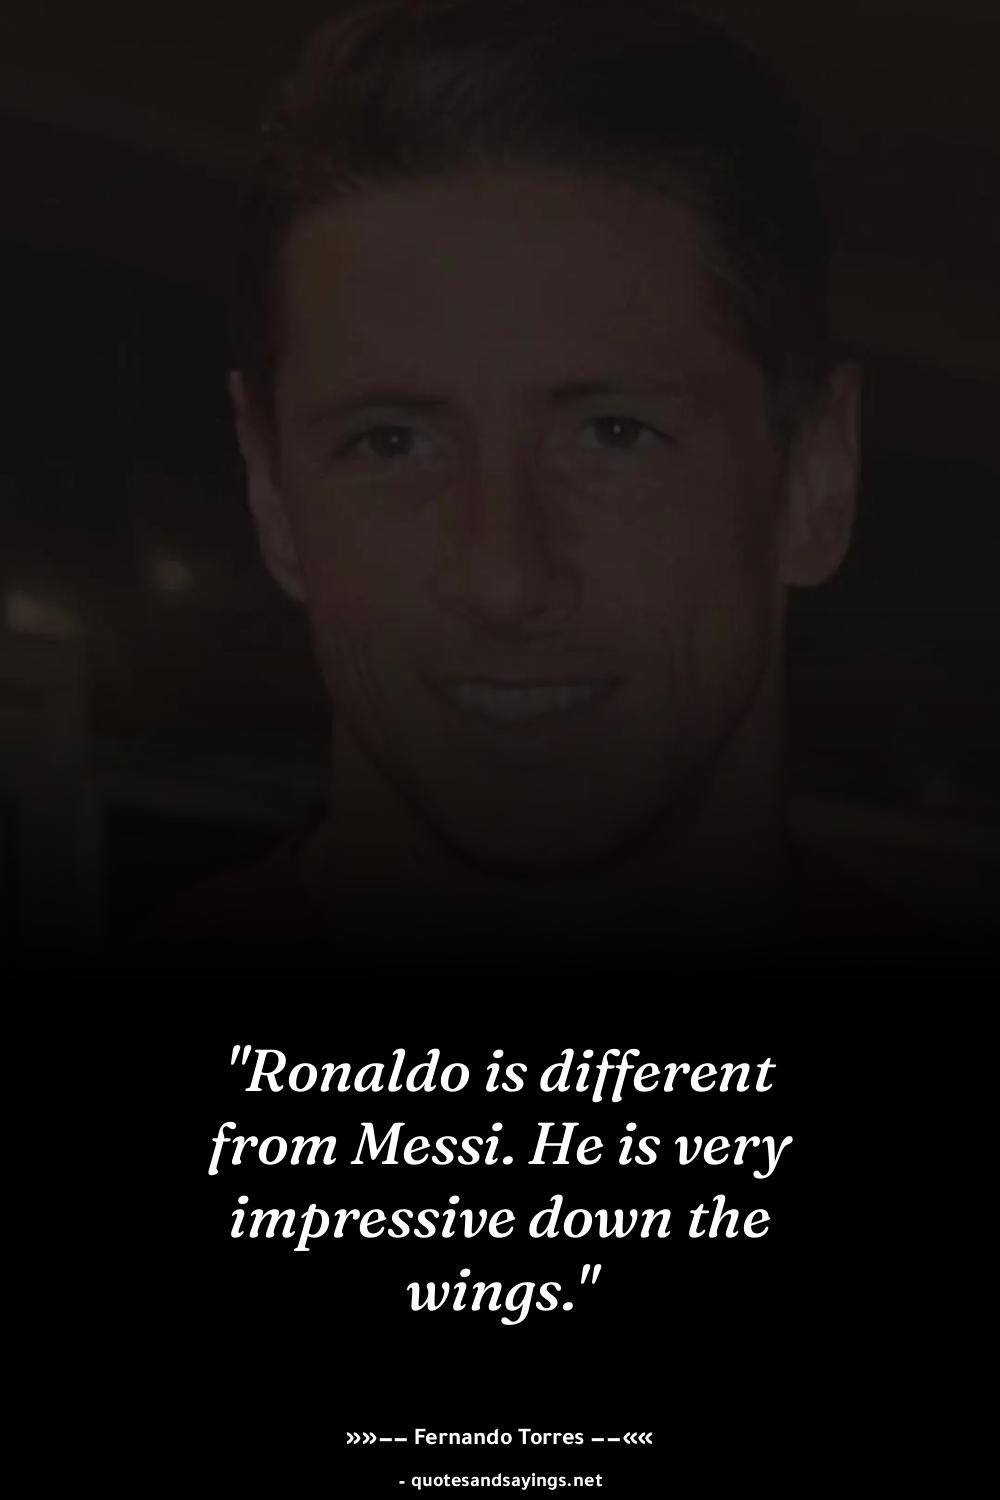 "Ronaldo is different
from Messi. He is very
impressive down the
wings."
»»−− Fernando Torres −−««
- quotesandsayings.net